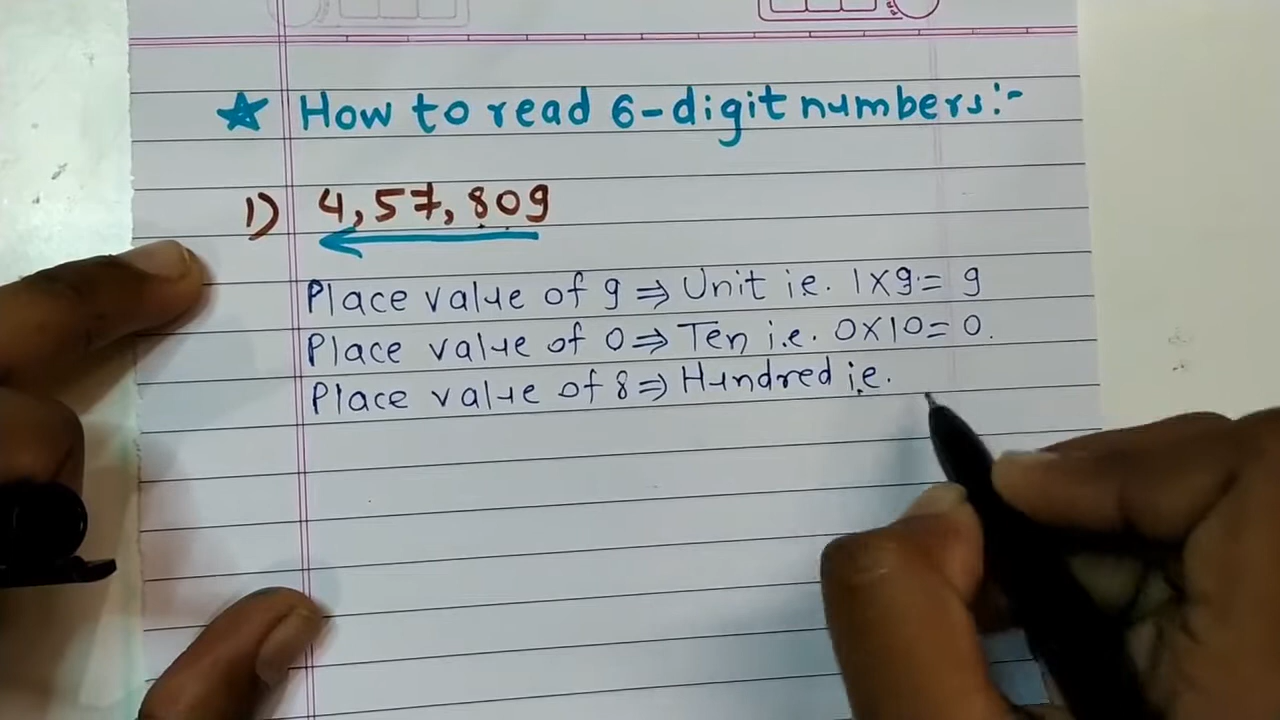 ★ How to read 6-digit numbers:-
1) 4,57,809
Place value of 9 ⇒ Unit ie. 1×9 = 9
Place value of 0 ⇒ Ten i.e. 0×10 = 0.
Place value of 8 ⇒ Hundred i.e.